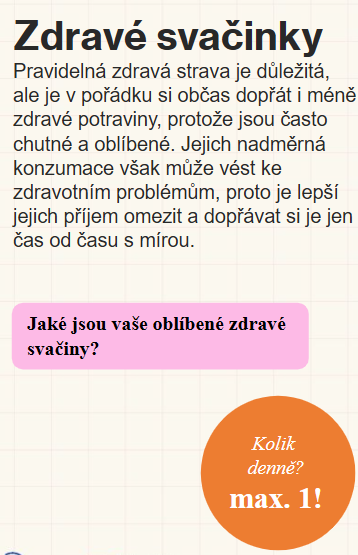 Zdravé svačinky
Pravidelná zdravá strava je důležitá,
ale je v pořádku si občas dopřát i méně
zdravé potraviny, protože jsou často
chutné a oblíbené. Jejich nadměrná
konzumace však může vést ke
zdravotním problémům, proto je lepší
jejich příjem omezit a dopřávat si je jen
čas od času s mírou.
Jaké jsou vaše oblíbené zdravé
svačiny?
Kolik
denně?
max. 1!